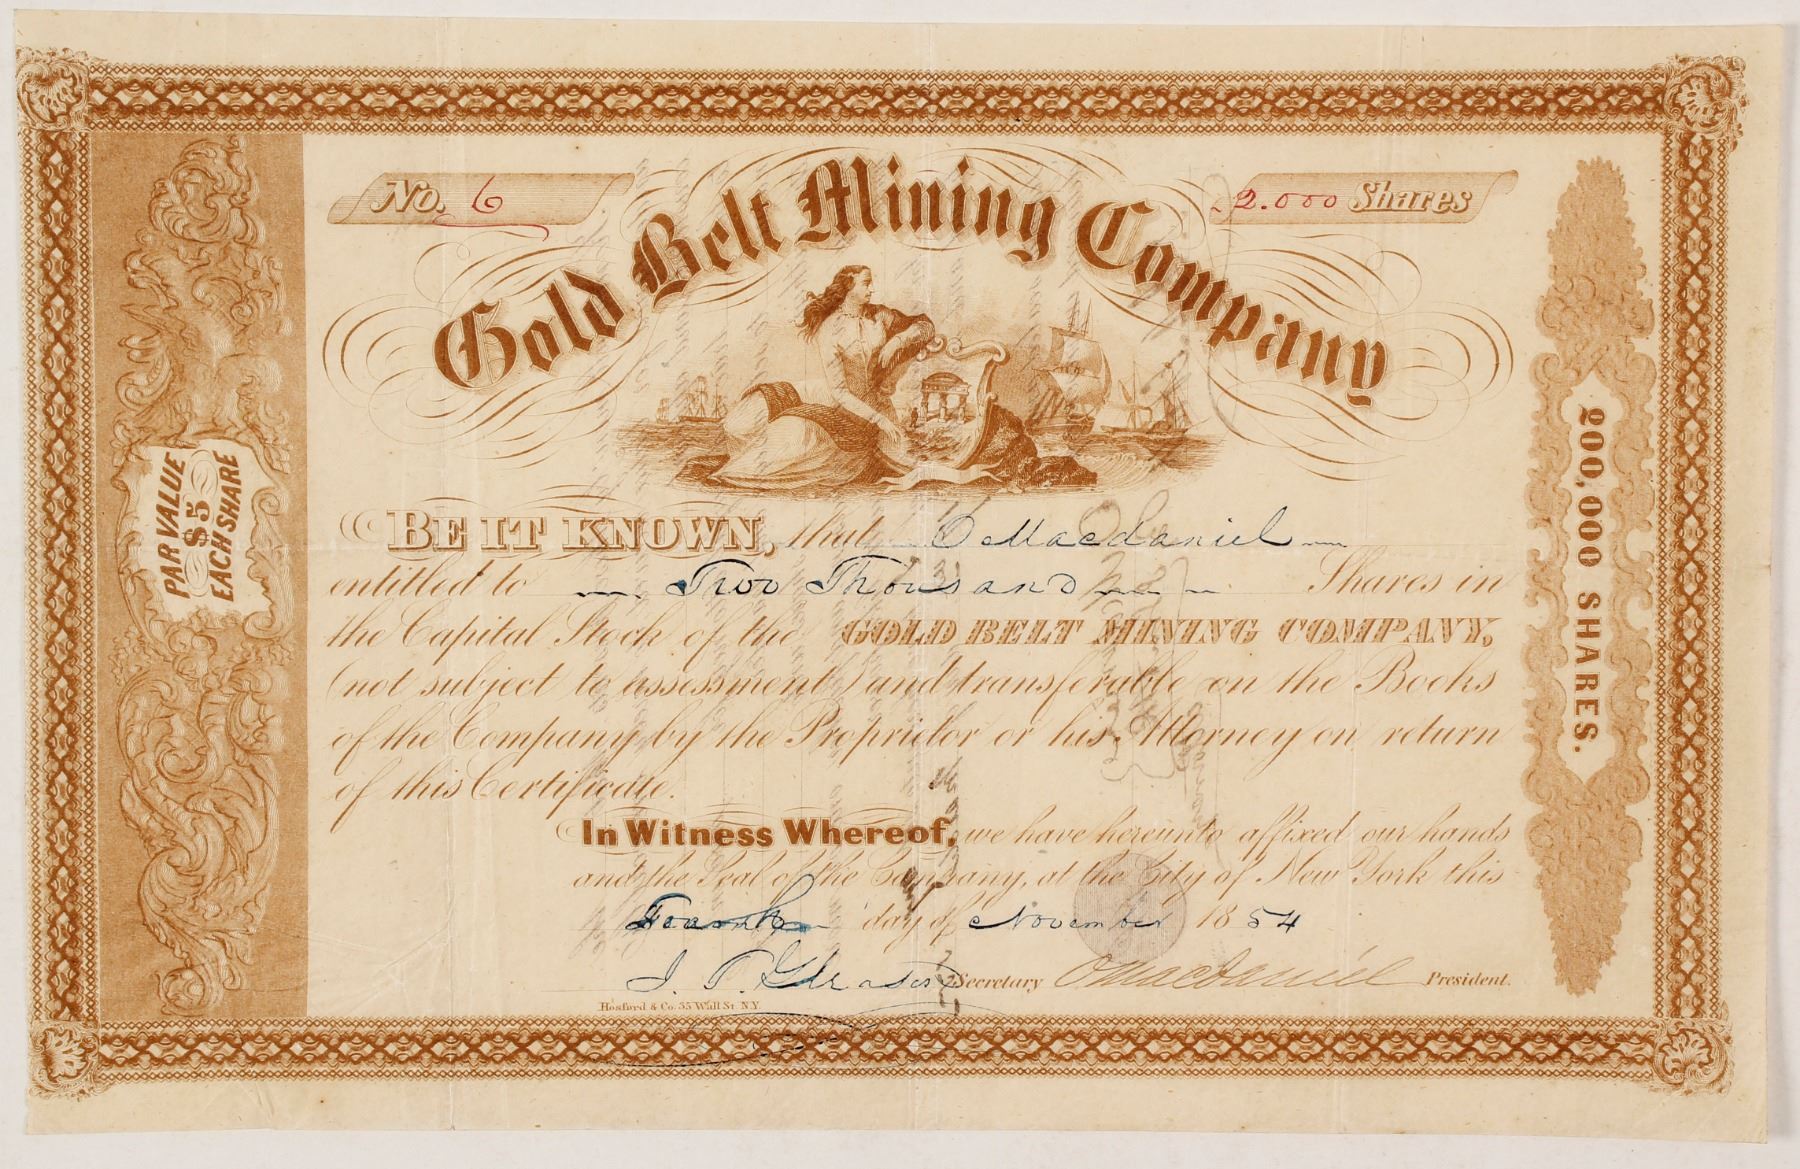 No. 6
2.000 Shares
Gold Belt Mining Company
PAR VALUE
$5
EACH SHARE
200,000 SHARES.
BE IT KNOWN, that O MacDaniel
entitled to Two Thousand Shares in
the Capital Stock of the GOLD BELT MINING COMPANY,
(not subject to assessment) and transferable on the Books
of the Company by the Proprietor or his Attorney on return
of this Certificate.
In Witness Whereof, we have hereunto affixed our hands
and the Seal of the Company, at the City of New York this
day of November 1854
Secretary O MacDaniel President.
Hosford & Co. 35 Wall St. N.Y.